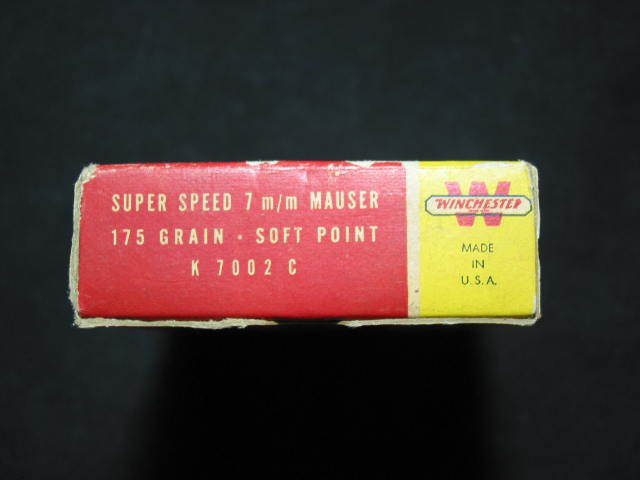 SUPER SPEED 7 m/m MAUSER
175 GRAIN · SOFT POINT
K 7002 C
W
WINCHESTER
MADE
IN
U.S.A.